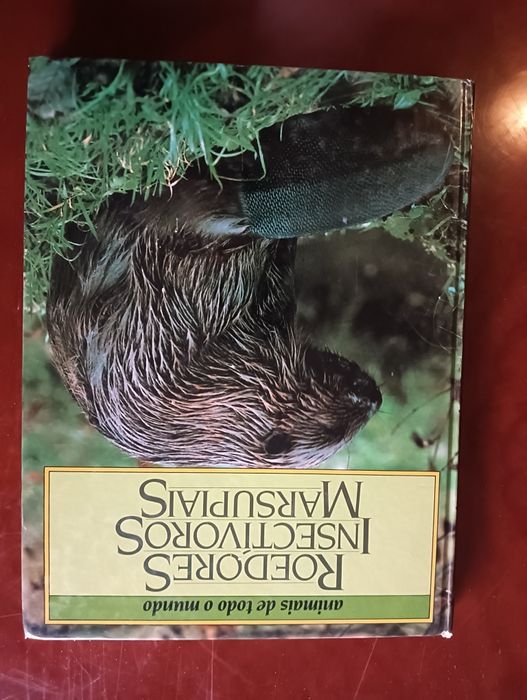 animais de todo o mundo
ROEDORES
INSECTÍVOROS
MARSUPIAIS